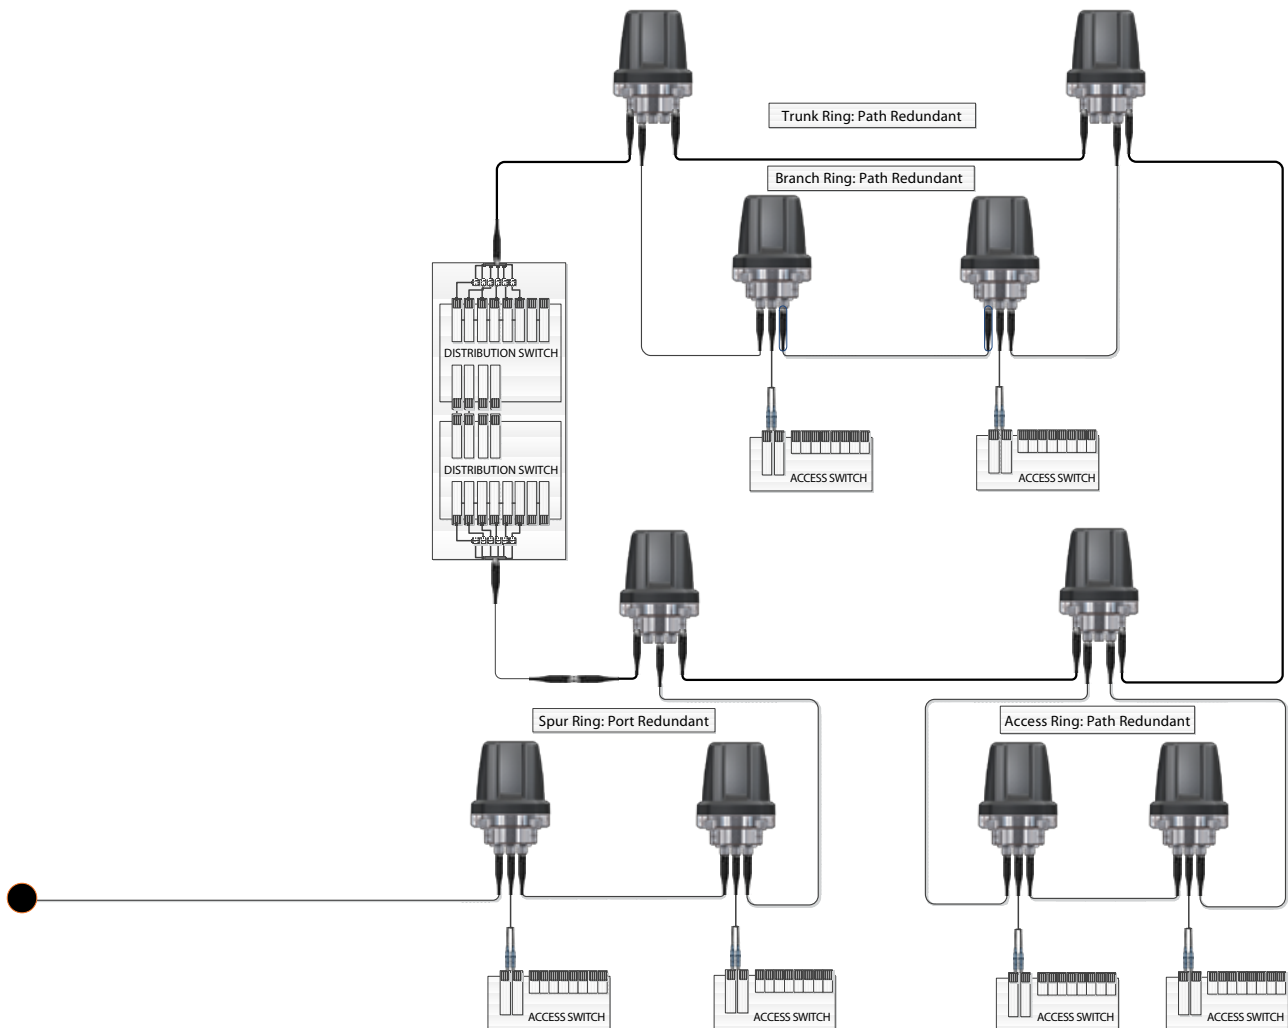 Trunk Ring: Path Redundant
Branch Ring: Path Redundant
DISTRIBUTION SWITCH
DISTRIBUTION SWITCH
ACCESS SWITCH
ACCESS SWITCH
Spur Ring: Port Redundant
Access Ring: Path Redundant
ACCESS SWITCH
ACCESS SWITCH
ACCESS SWITCH
ACCESS SWITCH